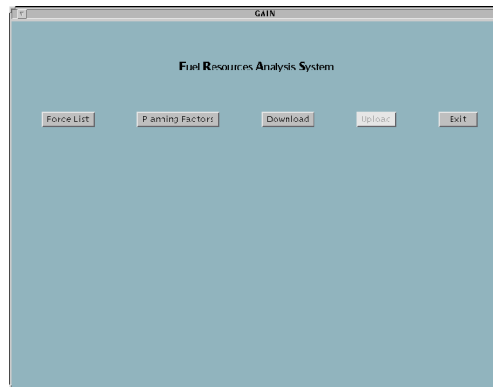 GAIN
Fuel Resources Analysis System
Force List Planning Factors Download Upload Exit